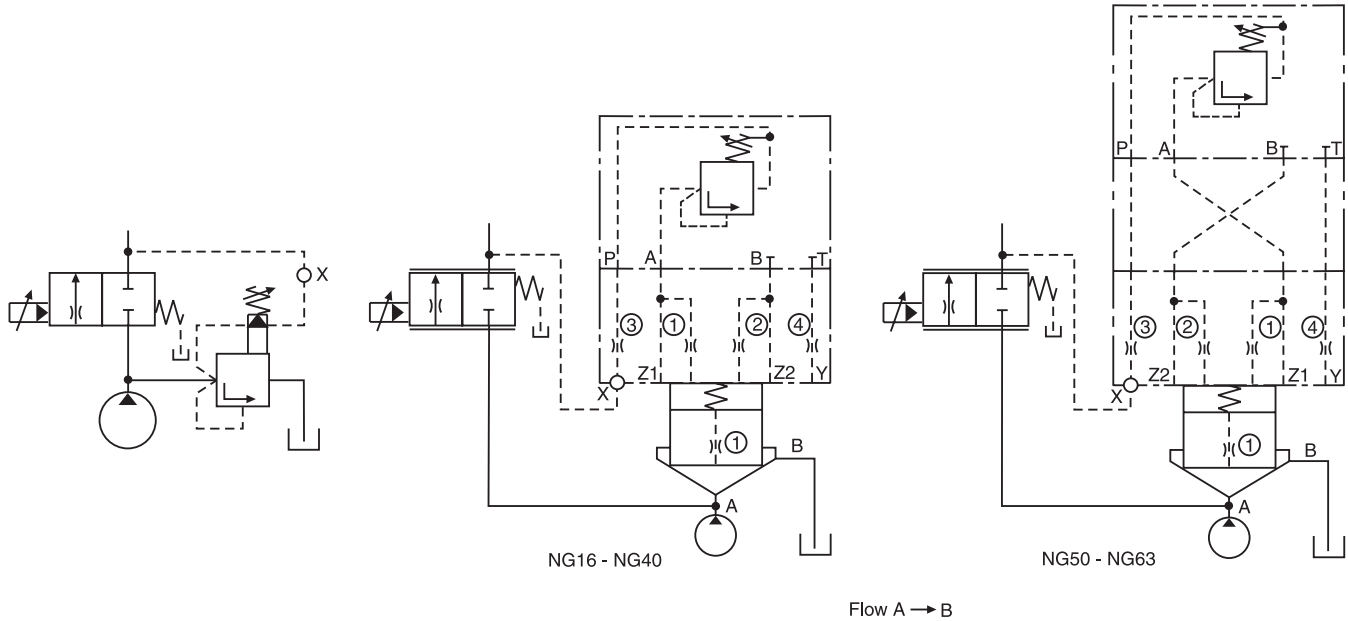 X
P A B T
3 1 2 4
X Z1 Z2 Y
1
B
A
NG16 - NG40
P A B T
3 2 1 4
X Z2 Z1 Y
1
B
A
NG50 - NG63
Flow A → B